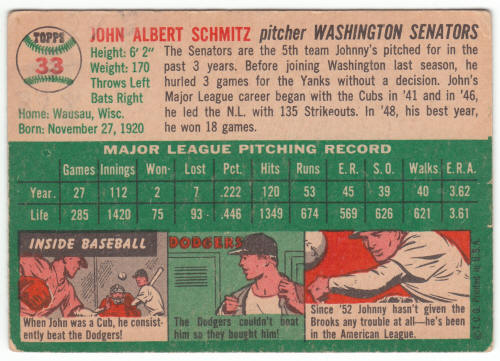 TOPPS
33
JOHN ALBERT SCHMITZ pitcher WASHINGTON SENATORS
Height: 6' 2"
Weight: 170
Throws Left
Bats Right
Home: Wausau, Wisc.
Born: November 27, 1920
The Senators are the 5th team Johnny's pitched for in the
past 3 years. Before joining Washington last season, he
hurled 3 games for the Yanks without a decision. John's
Major League career began with the Cubs in '41 and in '46,
he led the N.L. with 135 Strikeouts. In '48, his best year,
he won 18 games.
MAJOR LEAGUE PITCHING RECORD
Games Innings Won- Lost Pct. Hits Runs E.R. S.O. Walks E.R.A.
Year. 27 112 2 7 .222 120 53 45 39 40 3.62
Life 285 1420 75 93- .446 1349 674 569 626 621 3.61
INSIDE BASEBALL
When John was a Cub, he consist-
ently beat the Dodgers!
DODGERS
The Dodgers couldn't beat
him so they bought him!
Since '52 Johnny hasn't given the
Brooks any trouble at all—he's been
in the American League.
© T.C.G. Printed in U.S.A.